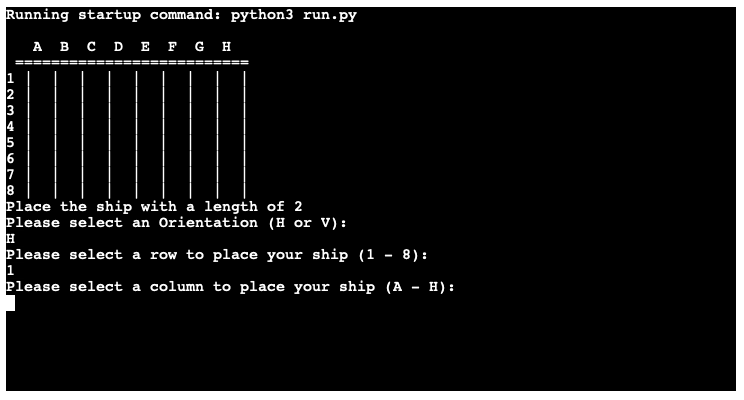 Running startup command: python3 run.py
A B C D E F G H
=========================
1 | | | | | | | | |
2 | | | | | | | | |
3 | | | | | | | | |
4 | | | | | | | | |
5 | | | | | | | | |
6 | | | | | | | | |
7 | | | | | | | | |
8 | | | | | | | | |
Place the ship with a length of 2
Please select an Orientation (H or V):
H
Please select a row to place your ship (1 - 8):
1
Please select a column to place your ship (A - H):